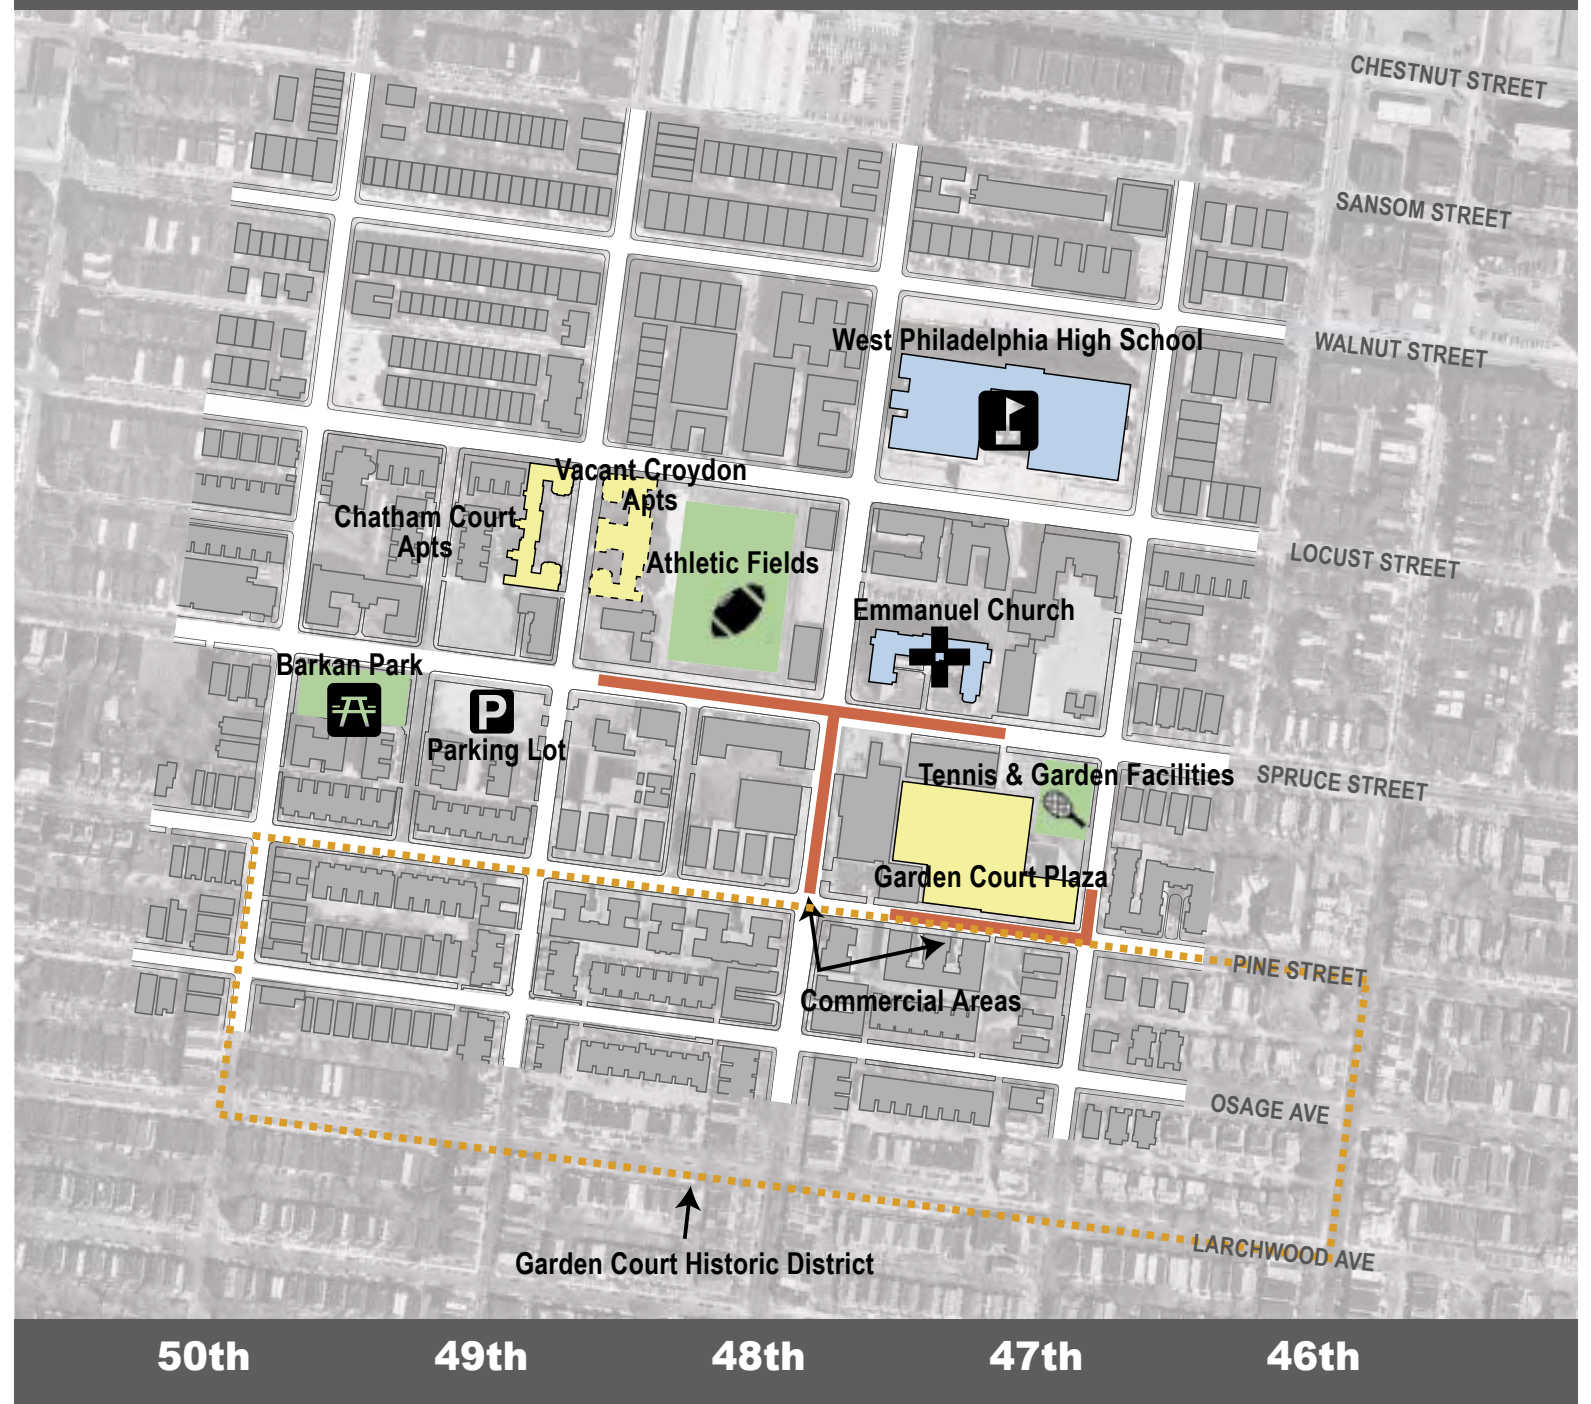 CHESTNUT STREET
SANSOM STREET
WALNUT STREET
West Philadelphia High School
Vacant Croydon
Apts
Chatham Court
Apts
LOCUST STREET
Athletic Fields
Emmanuel Church
Barkan Park
P
Parking Lot
Tennis & Garden Facilities
SPRUCE STREET
Garden Court Plaza
PINE STREET
Commercial Areas
OSAGE AVE
LARCHWOOD AVE
Garden Court Historic District
50th
49th
48th
47th
46th